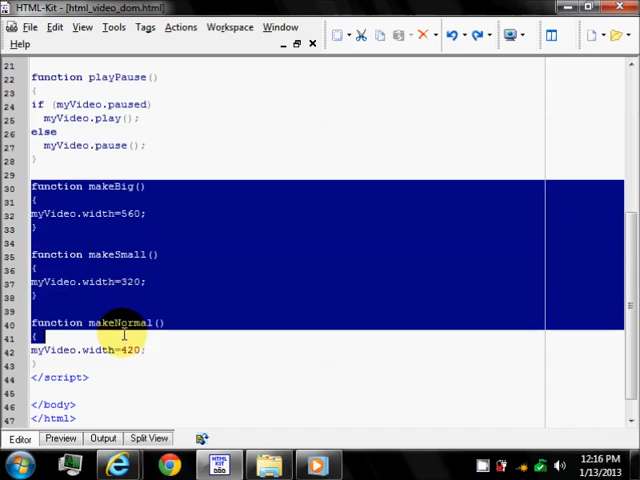 HTML-Kit - [html_video_dom.html]
File Edit View Tools Tags Actions Workspace Window
Help
21
22 function playPause()
23 {
24 if (myVideo.paused)
25 myVideo.play();
26 else
27 myVideo.pause();
28 }
29
30 function makeBig()
31 {
32 myVideo.width=560;
33 }
34
35 function makeSmall()
36 {
37 myVideo.width=320;
38 }
39
40 function makeNormal()
41 {
42 myVideo.width=420;
43 }
44 </script>
45
46 </body>
47 </html>
Editor Preview Output Split View
HTML
KIT
12:16 PM
1/13/2013